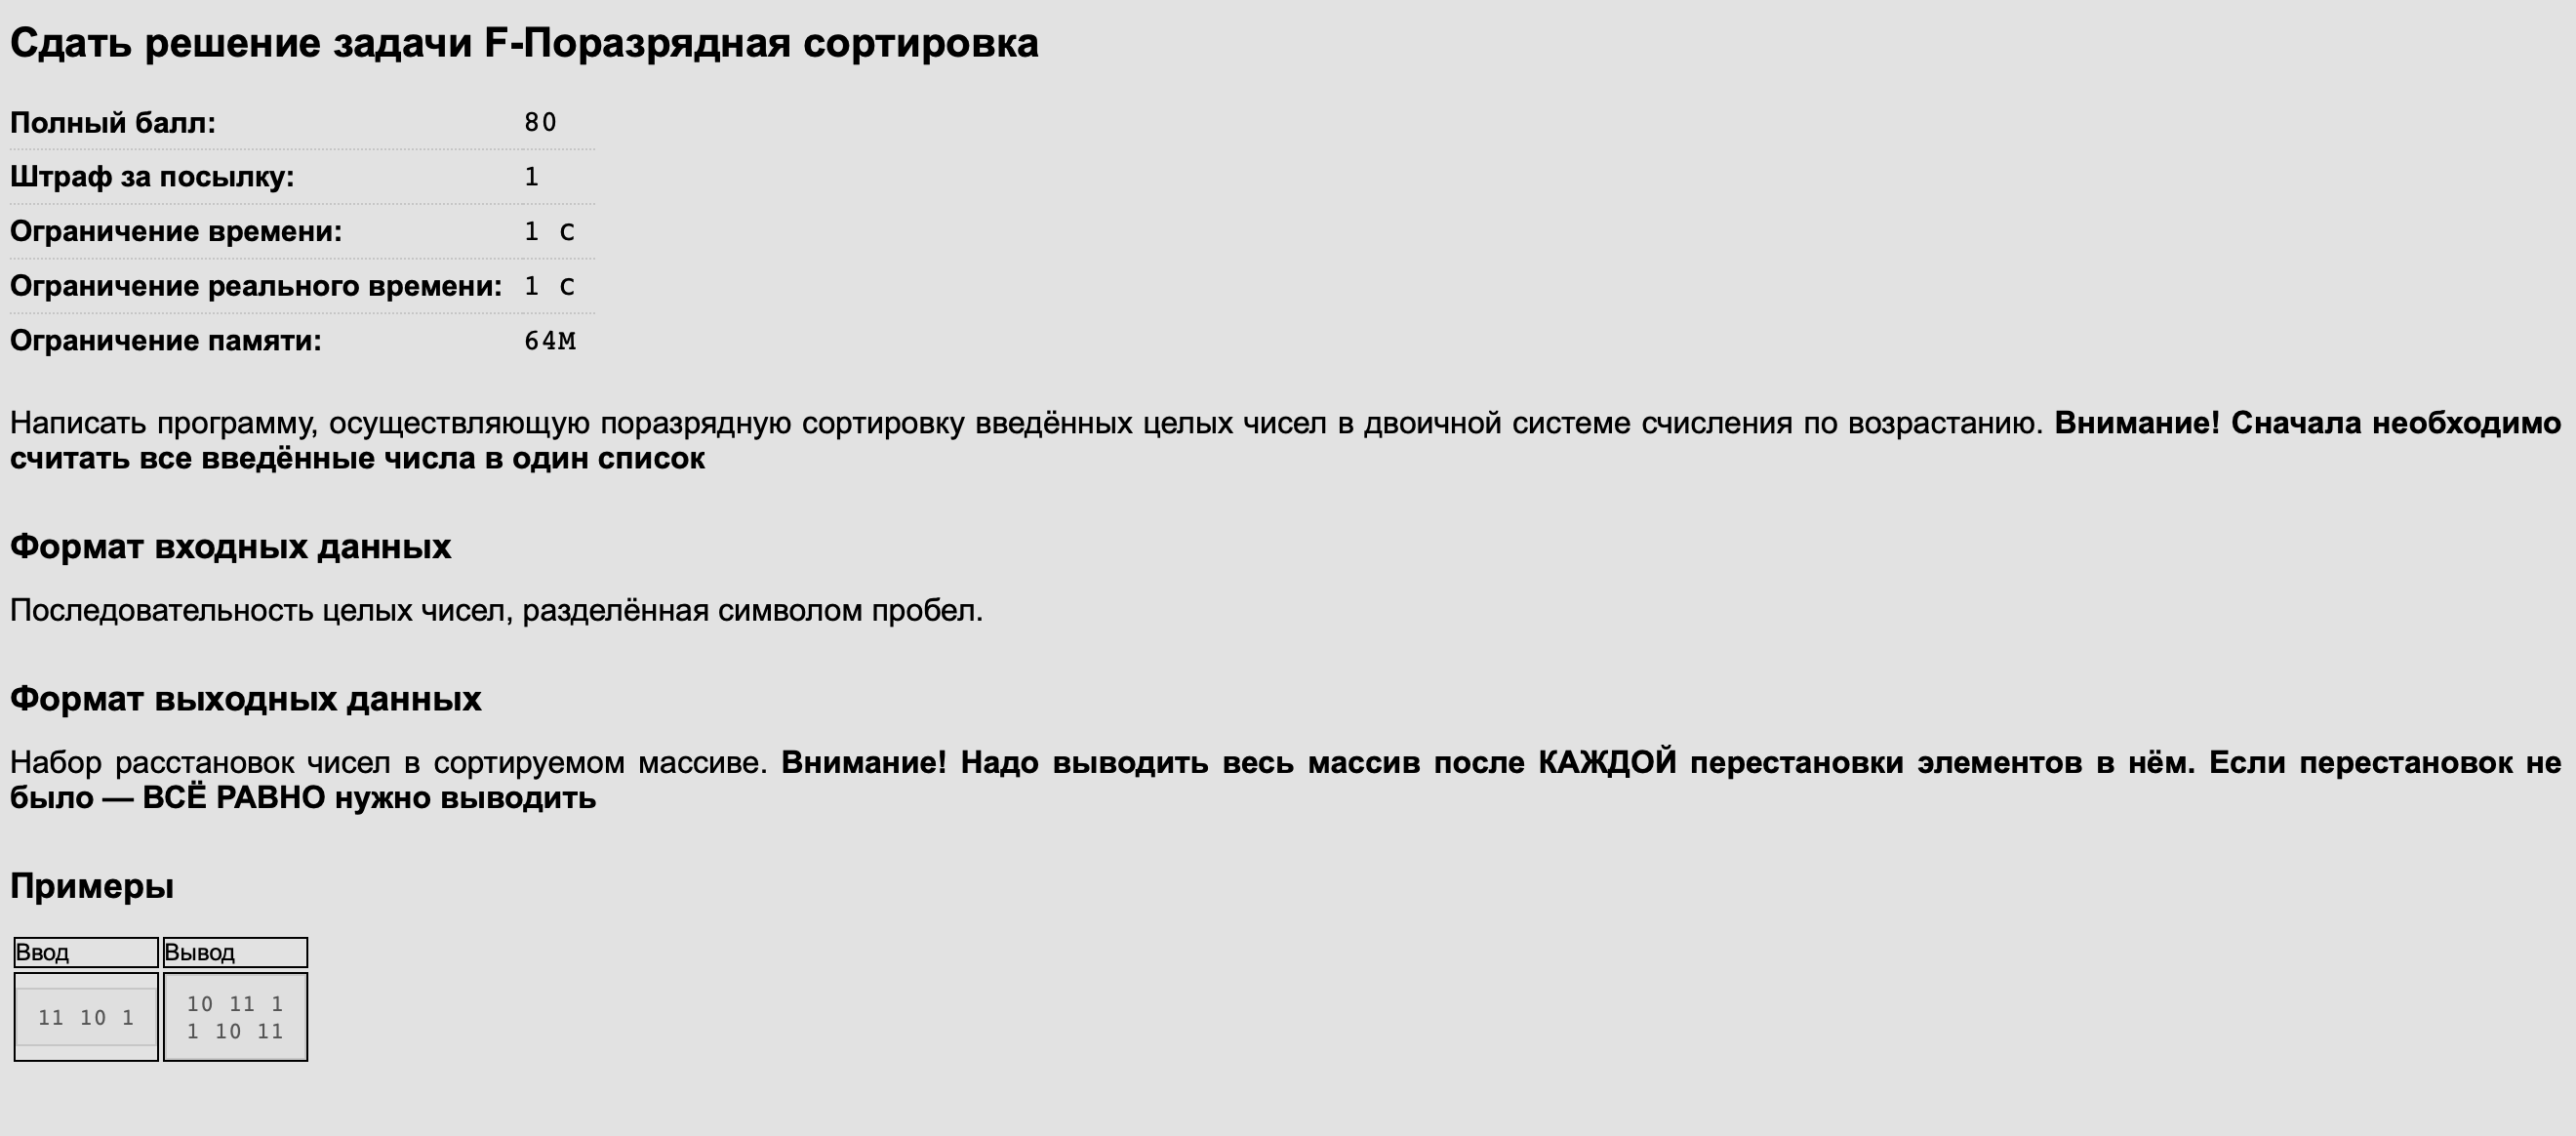 Сдать решение задачи F-Поразрядная сортировка
Полный балл: 80
Штраф за посылку: 1
Ограничение времени: 1 с
Ограничение реального времени: 1 с
Ограничение памяти: 64M
Написать программу, осуществляющую поразрядную сортировку введённых целых чисел в двоичной системе счисления по возрастанию. Внимание! Сначала необходимо
считать все введённые числа в один список
Формат входных данных
Последовательность целых чисел, разделённая символом пробел.
Формат выходных данных
Набор расстановок чисел в сортируемом массиве. Внимание! Надо выводить весь массив после КАЖДОЙ перестановки элементов в нём. Если перестановок не
было — ВСЁ РАВНО нужно выводить
Примеры
Ввод Вывод
11 10 1
10 11 1
1 10 11